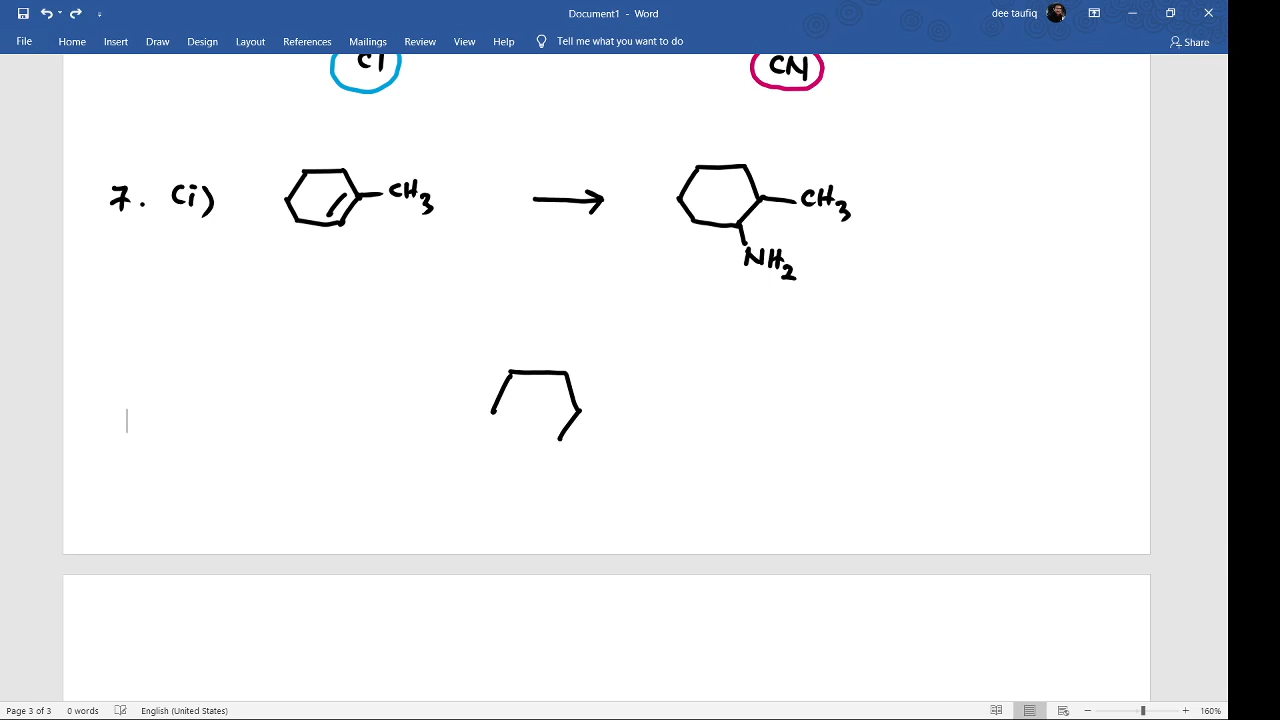 Document1 - Word
dee taufiq
File Home Insert Draw Design Layout References Mailings Review View Help Tell me what you want to do Share
Cl CN
7. Ci) CH3 CH3
NH2
Page 3 of 3 0 words English (United States) 160%